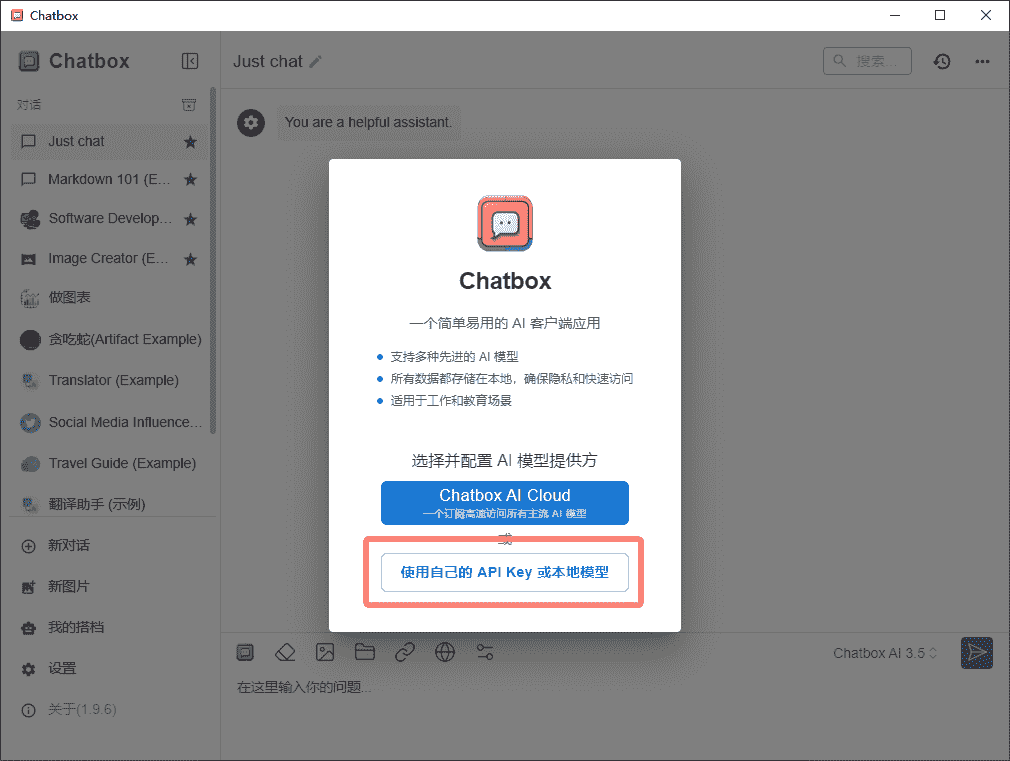 Chatbox
Chatbox
对话
Just chat
Markdown 101 (E...
Software Develop...
Image Creator (E...
做图表
贪吃蛇(Artifact Example)
Translator (Example)
Social Media Influence...
Travel Guide (Example)
翻译助手 (示例)
新对话
新图片
我的搭档
设置
关于(1.9.6)
Just chat
搜索...
You are a helpful assistant.
Chatbox
一个简单易用的 AI 客户端应用
支持多种先进的 AI 模型
所有数据都存储在本地，确保隐私和快速访问
适用于工作和教育场景
选择并配置 AI 模型提供方
Chatbox AI Cloud
一个订阅高速访问所有主流 AI 模型
或
使用自己的 API Key 或本地模型
Chatbox AI 3.5
在这里输入你的问题...